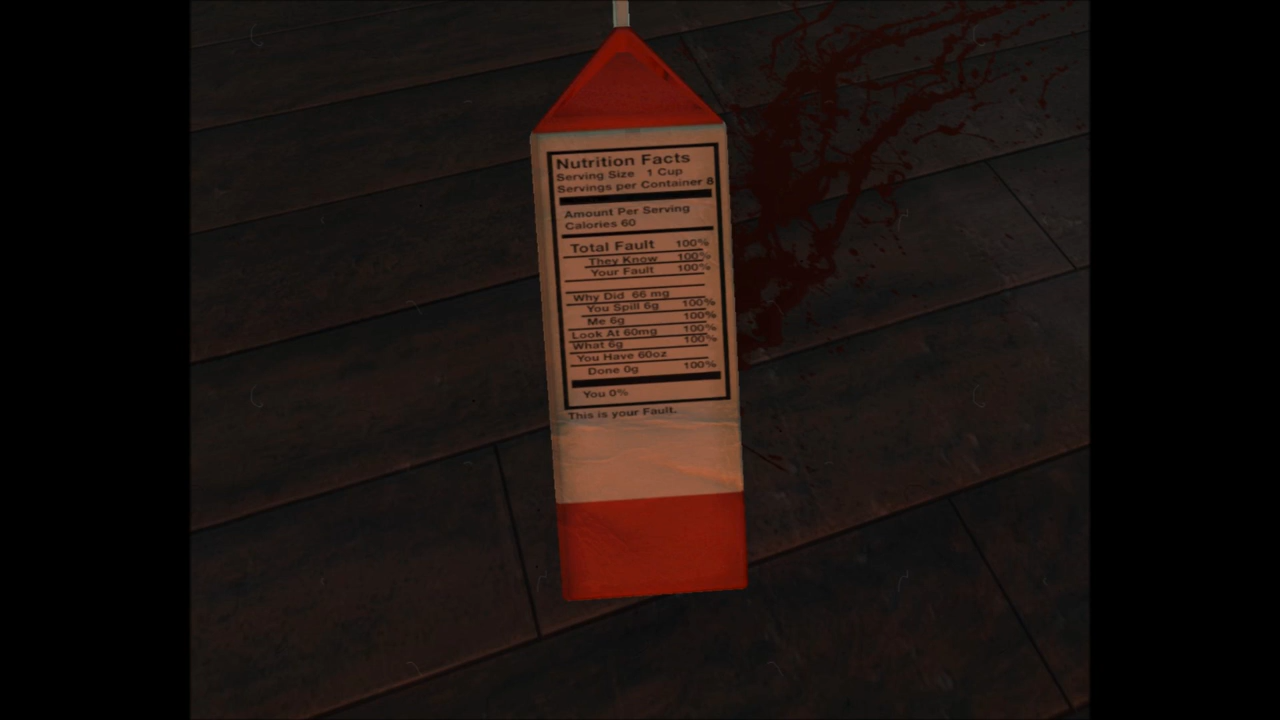 Nutrition Facts
Serving Size 1 Cup
Servings per Container 8
Amount Per Serving
Calories 60
Total Fault 100%
They Know 100%
Your Fault 100%
Why Did 66 mg
You Spill 6g 100%
Me 6g 100%
Look At 60mg 100%
What 6g 100%
You Have 60oz
Done 0g 100%
You 0%
This is your Fault.